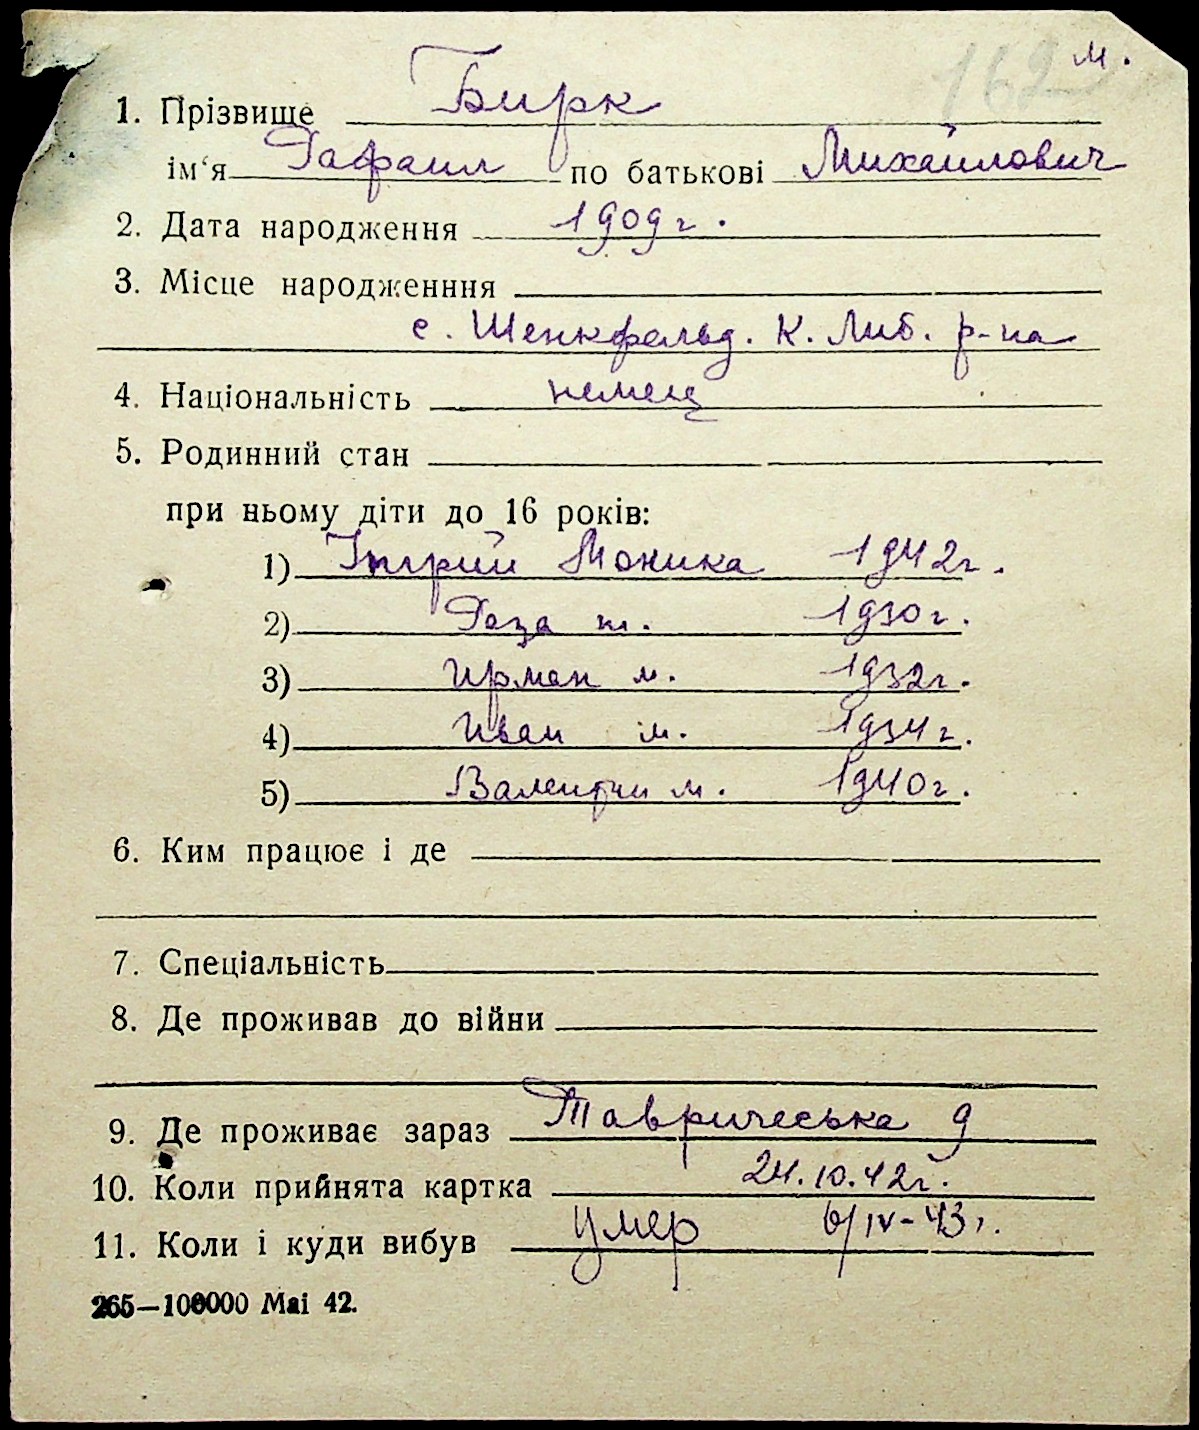 162 м.
1. Прізвище Бирк
ім'я Рафаил по батькові Михайлович
2. Дата народження 1909 г.
3. Місце народженння
с. Шенкфельд. К. Либ. р-на
4. Національність немец
5. Родинний стан
при ньому діти до 16 років:
1) Моника 1942 г.
2) Роза 1930 г.
3) Ирман м. 1932 г.
4) Иван м. 1934 г.
5) Валентин м. 1940 г.
6. Ким працює і де
7. Спеціальність
8. Де проживав до війни
9. Де проживає зараз Тавричеська 9
10. Коли прийнята картка 24.10.42 г.
11. Коли і куди вибув умер 6/IV-43 г.
265—100000 Mai 42.